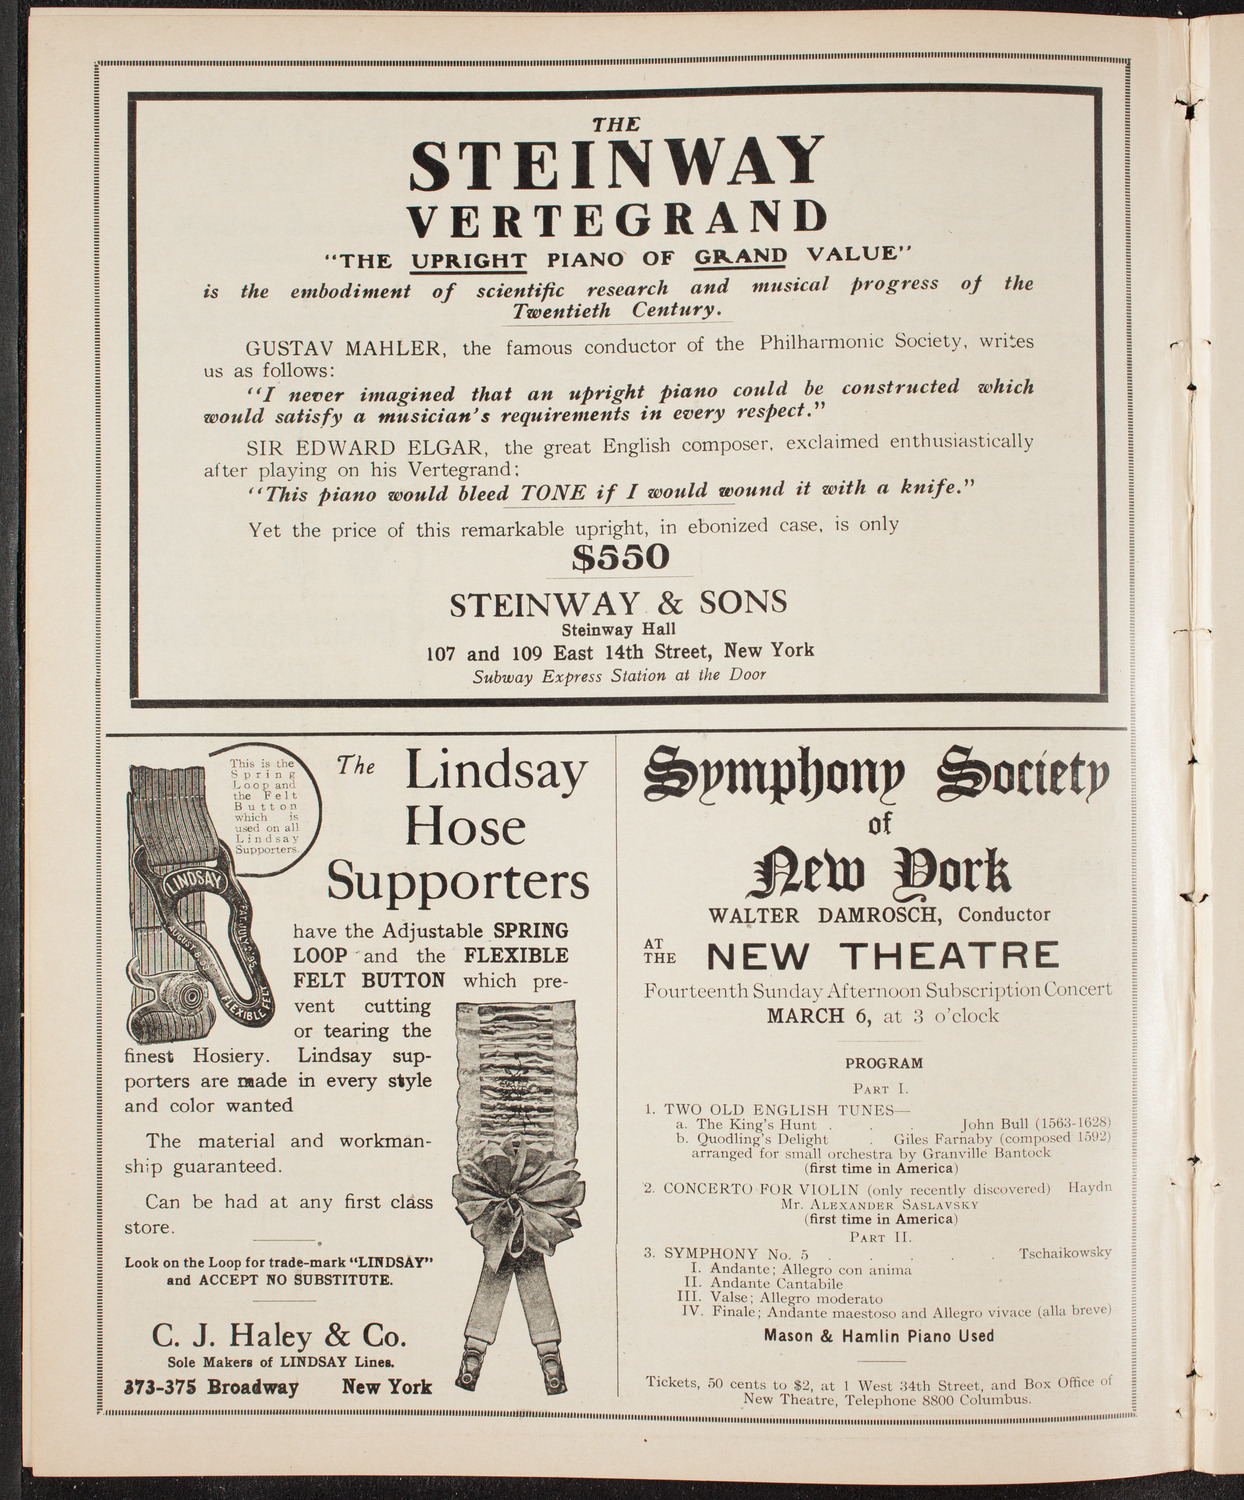 THE
STEINWAY
VERTEGRAND
"THE UPRIGHT PIANO OF GRAND VALUE"
is the embodiment of scientific research and musical progress of the
Twentieth Century.
GUSTAV MAHLER, the famous conductor of the Philharmonic Society, writes
us as follows:
"I never imagined that an upright piano could be constructed which
would satisfy a musician's requirements in every respect."
SIR EDWARD ELGAR, the great English composer, exclaimed enthusiastically
after playing on his Vertegrand:
"This piano would bleed TONE if I would wound it with a knife."
Yet the price of this remarkable upright, in ebonized case, is only
$550
STEINWAY & SONS
Steinway Hall
107 and 109 East 14th Street, New York
Subway Express Station at the Door
This is the
Spring
Loop and
the Felt
Button
which is
used on all
Lindsay
Supporters.
LINDSAY
FLEXIBLE FELT
The Lindsay
Hose
Supporters
have the Adjustable SPRING
LOOP and the FLEXIBLE
FELT BUTTON which pre-
vent cutting
or tearing the
finest Hosiery. Lindsay sup-
porters are made in every style
and color wanted
The material and workman-
ship guaranteed.
Can be had at any first class
store.
Look on the Loop for trade-mark "LINDSAY"
and ACCEPT NO SUBSTITUTE.
C. J. Haley & Co.
Sole Makers of LINDSAY Lines.
373-375 Broadway New York
Symphony Society
of
New York
WALTER DAMROSCH, Conductor
AT THE NEW THEATRE
Fourteenth Sunday Afternoon Subscription Concert
MARCH 6, at 3 o'clock
PROGRAM
PART I.
1. TWO OLD ENGLISH TUNES—
a. The King's Hunt . . . John Bull (1563-1628)
b. Quodling's Delight . Giles Farnaby (composed 1592)
arranged for small orchestra by Granville Bantock
(first time in America)
2. CONCERTO FOR VIOLIN (only recently discovered) Haydn
Mr. ALEXANDER SASLAVSKY
(first time in America)
PART II.
3. SYMPHONY No. 5 . . . . . Tschaikowsky
I. Andante; Allegro con anima
II. Andante Cantabile
III. Valse; Allegro moderato
IV. Finale; Andante maestoso and Allegro vivace (alla breve)
Mason & Hamlin Piano Used
Tickets, 50 cents to $2, at 1 West 34th Street, and Box Office of
New Theatre, Telephone 8800 Columbus.